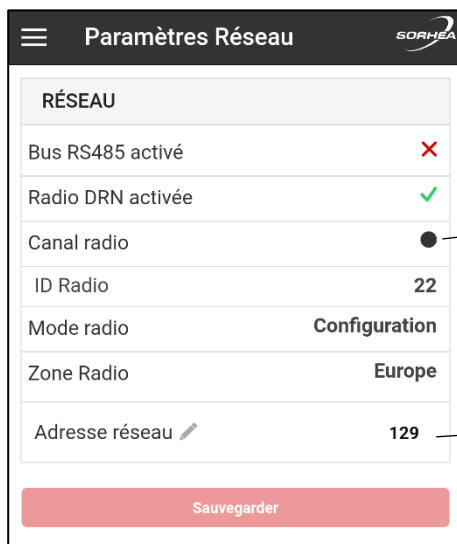 Paramètres Réseau
SORHEA
RÉSEAU
Bus RS485 activé
Radio DRN activée
Canal radio
ID Radio 22
Mode radio Configuration
Zone Radio Europe
Adresse réseau 129
Sauvegarder